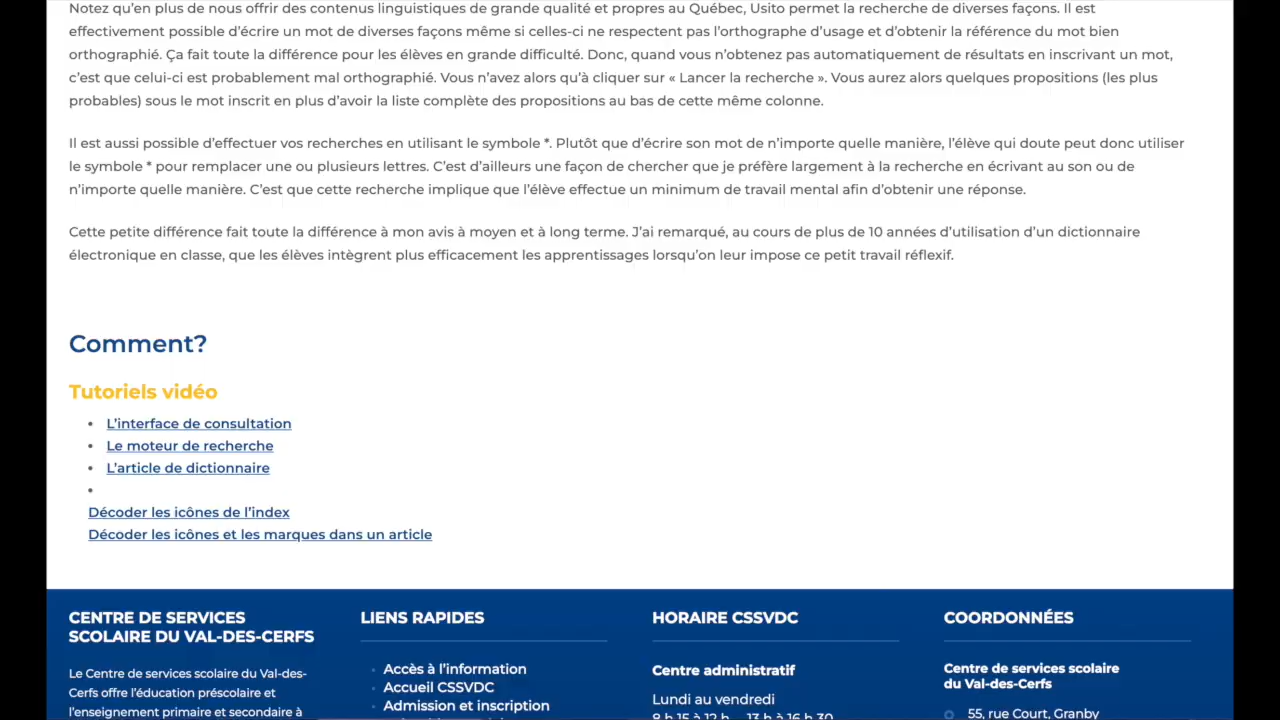 Notez qu'en plus de nous offrir des contenus linguistiques de grande qualité et propres au Québec, Usito permet la recherche de diverses façons. Il est
effectivement possible d'écrire un mot de diverses façons même si celles-ci ne respectent pas l'orthographe d'usage et d'obtenir la référence du mot bien
orthographié. Ça fait toute la différence pour les élèves en grande difficulté. Donc, quand vous n'obtenez pas automatiquement de résultats en inscrivant un mot,
c'est que celui-ci est probablement mal orthographié. Vous n'avez alors qu'à cliquer sur « Lancer la recherche ». Vous aurez alors quelques propositions (les plus
probables) sous le mot inscrit en plus d'avoir la liste complète des propositions au bas de cette même colonne.
Il est aussi possible d'effectuer vos recherches en utilisant le symbole *. Plutôt que d'écrire son mot de n'importe quelle manière, l'élève qui doute peut donc utiliser
le symbole * pour remplacer une ou plusieurs lettres. C'est d'ailleurs une façon de chercher que je préfère largement à la recherche en écrivant au son ou de
n'importe quelle manière. C'est que cette recherche implique que l'élève effectue un minimum de travail mental afin d'obtenir une réponse.
Cette petite différence fait toute la différence à mon avis à moyen et à long terme. J'ai remarqué, au cours de plus de 10 années d'utilisation d'un dictionnaire
électronique en classe, que les élèves intègrent plus efficacement les apprentissages lorsqu'on leur impose ce petit travail réflexif.
Comment?
Tutoriels vidéo
• L'interface de consultation
• Le moteur de recherche
• L'article de dictionnaire
•
Décoder les icônes de l'index
Décoder les icônes et les marques dans un article
CENTRE DE SERVICES
SCOLAIRE DU VAL-DES-CERFS
Le Centre de services scolaire du Val-des-
Cerfs offre l'éducation préscolaire et
l'enseignement primaire et secondaire à
LIENS RAPIDES
Accès à l'information
Accueil CSSVDC
Admission et inscription
HORAIRE CSSVDC
Centre administratif
Lundi au vendredi
8 h 15 à 12 h – 13 h à 16 h 30
COORDONNÉES
Centre de services scolaire
du Val-des-Cerfs
55, rue Court, Granby